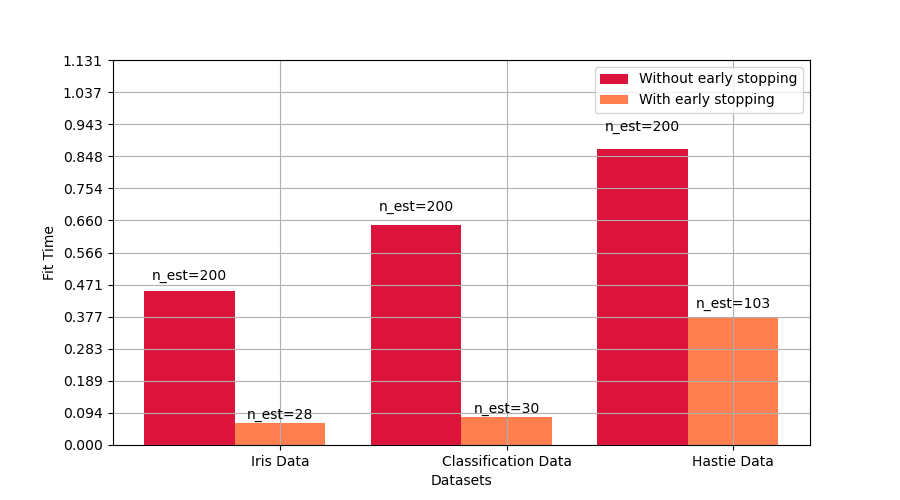 1.131
1.037
0.943
0.848
0.754
0.660
0.566
0.471
0.377
0.283
0.189
0.094
0.000
Fit Time
Without early stopping
With early stopping
n_est=200
n_est=200
n_est=200
n_est=103
n_est=28
n_est=30
Iris Data
Classification Data
Hastie Data
Datasets